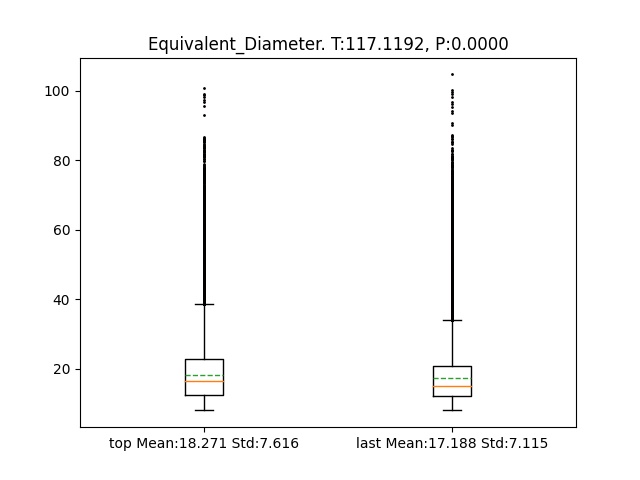 Equivalent_Diameter. T:117.1192, P:0.0000
100
80
60
40
20
top Mean:18.271 Std:7.616
last Mean:17.188 Std:7.115